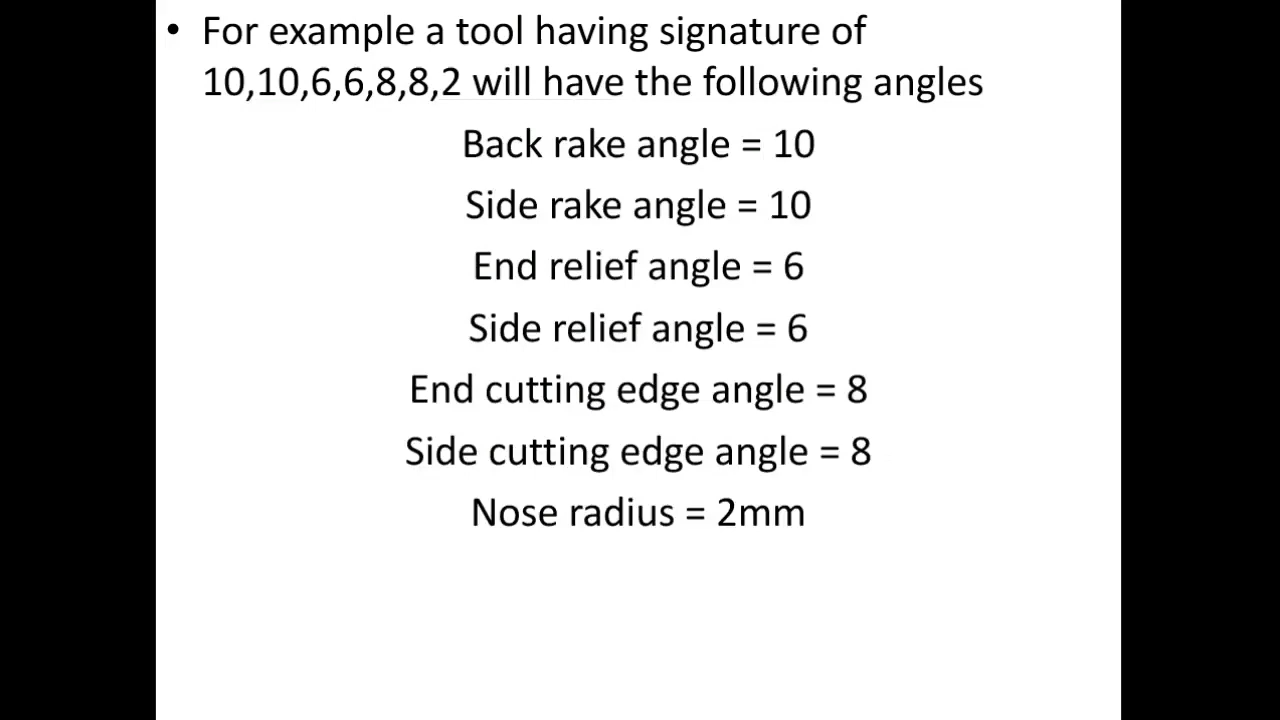 • For example a tool having signature of
10,10,6,6,8,8,2 will have the following angles
Back rake angle = 10
Side rake angle = 10
End relief angle = 6
Side relief angle = 6
End cutting edge angle = 8
Side cutting edge angle = 8
Nose radius = 2mm